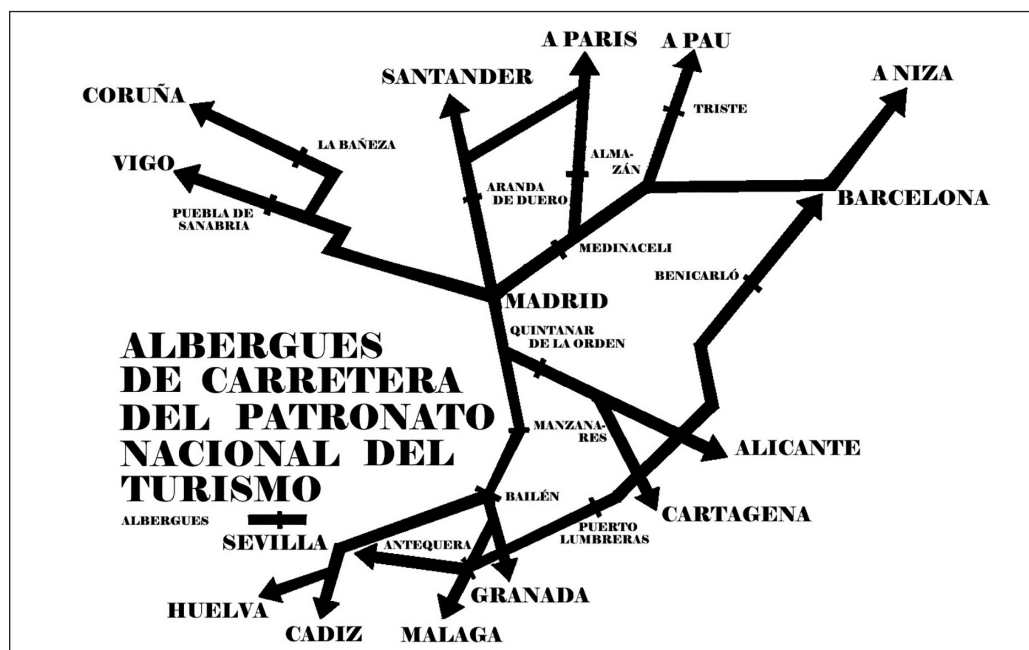 A PARIS
A PAU
SANTANDER
A NIZA
CORUÑA
TRISTE
LA BAÑEZA
VIGO
ALMA-
ZÁN
ARANDA
DE DUERO
BARCELONA
PUEBLA DE
SANABRIA
MEDINACELI
BENICARLÓ
MADRID
QUINTANAR
DE LA ORDEN
ALBERGUES
DE CARRETERA
DEL PATRONATO
NACIONAL DEL
TURISMO
MANZANA-
RES
ALICANTE
BAILÉN
ALBERGUES
CARTAGENA
PUERTO
LUMBRERAS
SEVILLA
ANTEQUERA
GRANADA
HUELVA
CADIZ
MALAGA